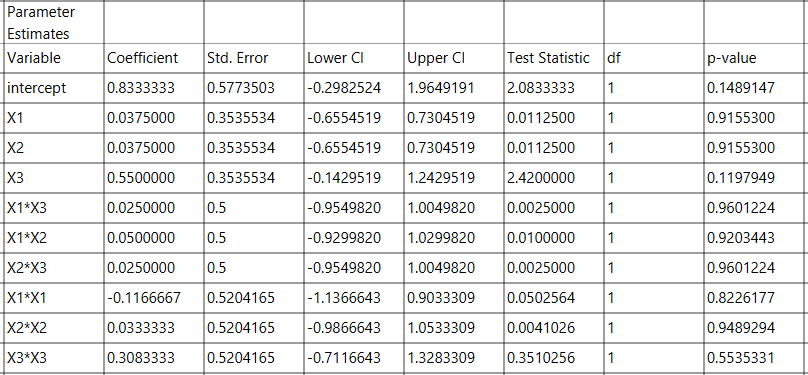 Parameter
Estimates
Variable Coefficient Std. Error Lower CI Upper CI Test Statistic df p-value
intercept 0.8333333 0.5773503 -0.2982524 1.9649191 2.0833333 1 0.1489147
X1 0.0375000 0.3535534 -0.6554519 0.7304519 0.0112500 1 0.9155300
X2 0.0375000 0.3535534 -0.6554519 0.7304519 0.0112500 1 0.9155300
X3 0.5500000 0.3535534 -0.1429519 1.2429519 2.4200000 1 0.1197949
X1*X3 0.0250000 0.5 -0.9549820 1.0049820 0.0025000 1 0.9601224
X1*X2 0.0500000 0.5 -0.9299820 1.0299820 0.0100000 1 0.9203443
X2*X3 0.0250000 0.5 -0.9549820 1.0049820 0.0025000 1 0.9601224
X1*X1 -0.1166667 0.5204165 -1.1366643 0.9033309 0.0502564 1 0.8226177
X2*X2 0.0333333 0.5204165 -0.9866643 1.0533309 0.0041026 1 0.9489294
X3*X3 0.3083333 0.5204165 -0.7116643 1.3283309 0.3510256 1 0.5535331